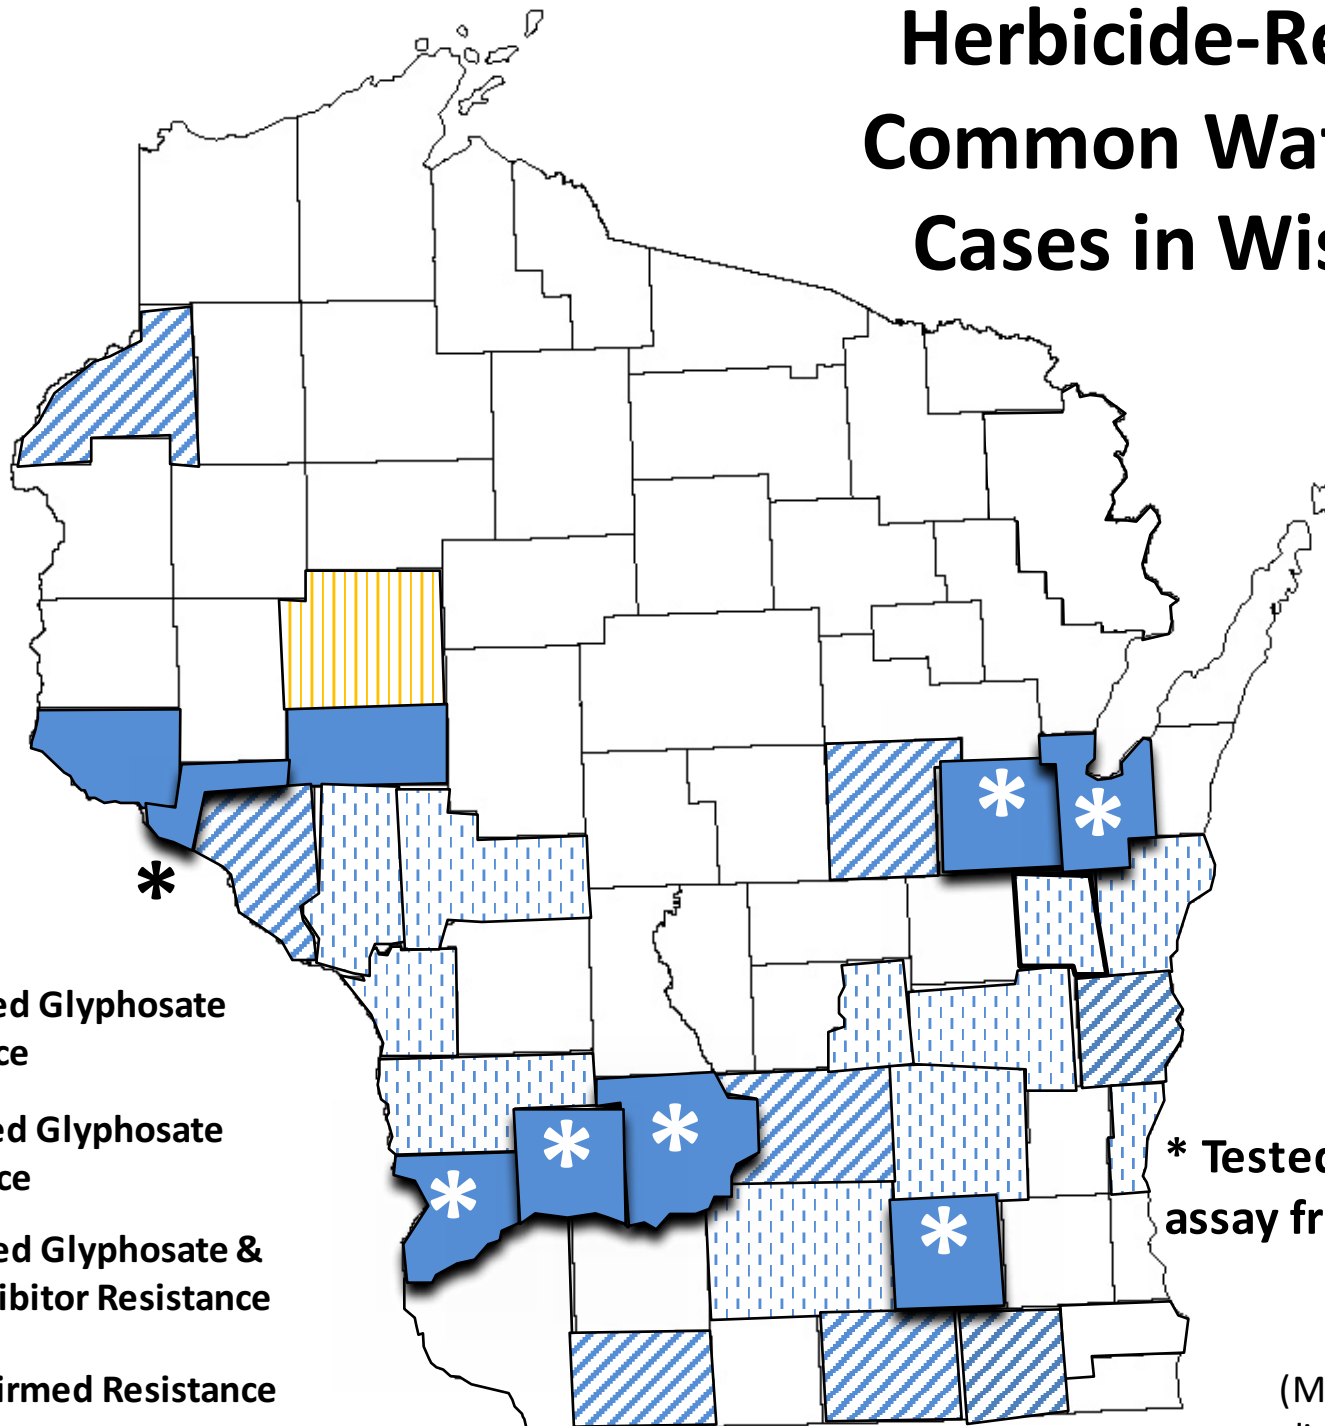 Herbicide-Re
Common Wat
Cases in Wis
*
*
*
ed Glyphosate
ce
*
*
*
ed Glyphosate
ce
* Tested
assay fr
*
ed Glyphosate &
ibitor Resistance
irmed Resistance
(M